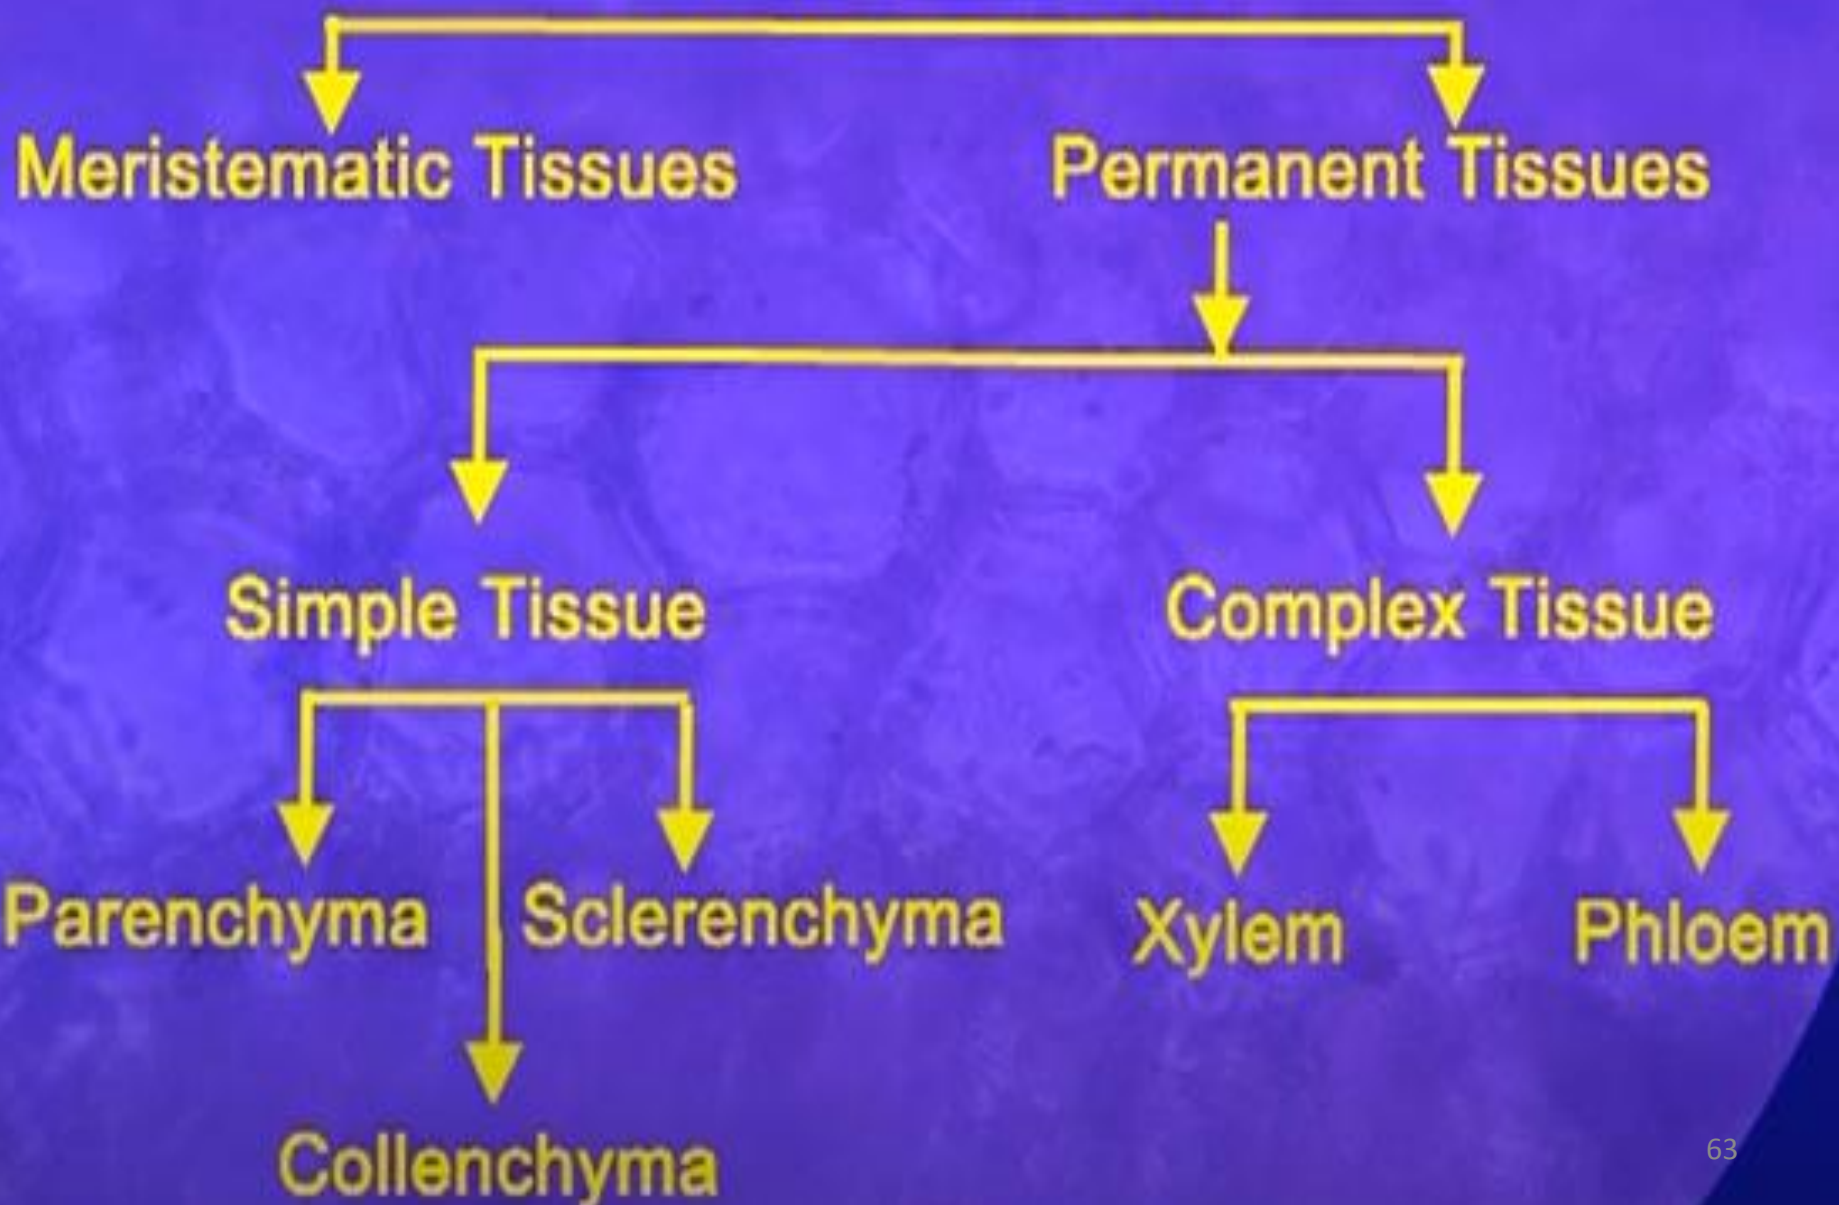 Meristematic Tissues
Permanent Tissues
Simple Tissue
Complex Tissue
Parenchyma
Sclerenchyma
Xylem
Phloem
Collenchyma
63